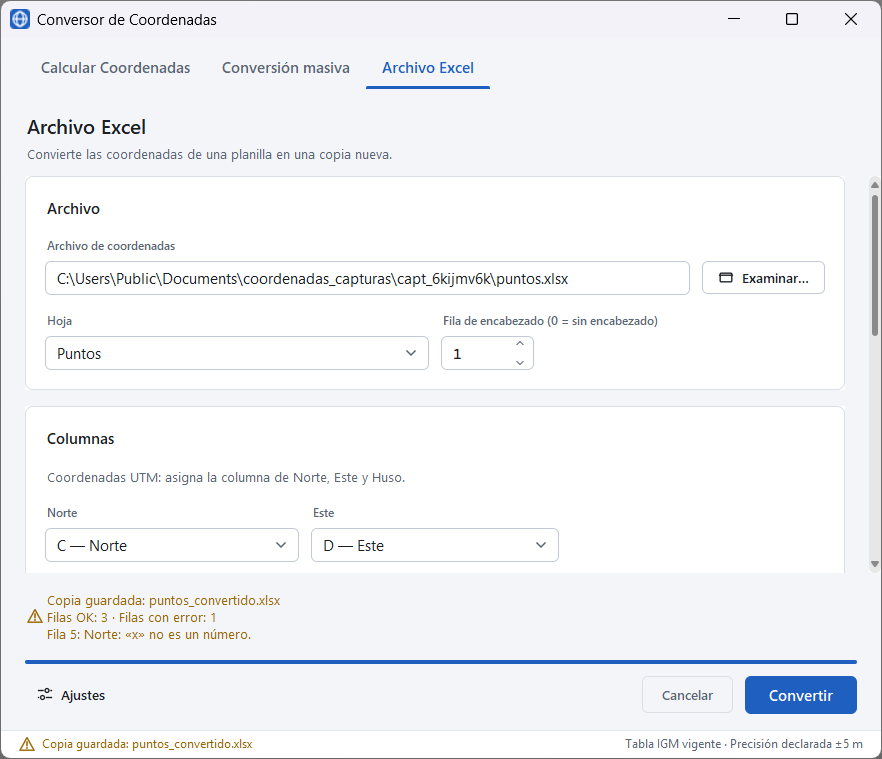 Conversor de Coordenadas
Calcular Coordenadas Conversión masiva Archivo Excel
Archivo Excel
Convierte las coordenadas de una planilla en una copia nueva.
Archivo
Archivo de coordenadas
C:\Users\Public\Documents\coordenadas_capturas\capt_6kijmv6k\puntos.xlsx Examinar...
Hoja Fila de encabezado (0 = sin encabezado)
Puntos 1
Columnas
Coordenadas UTM: asigna la columna de Norte, Este y Huso.
Norte Este
C — Norte D — Este
Copia guardada: puntos_convertido.xlsx
Filas OK: 3 · Filas con error: 1
Fila 5: Norte: «x» no es un número.
Ajustes Cancelar Convertir
Copia guardada: puntos_convertido.xlsx Tabla IGM vigente · Precisión declarada ±5 m